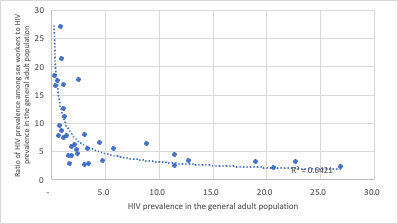 Ratio of HIV prevalence among sex workers to HIV
prevalence in the general adult population
30
25
20
15
10
5
0
- 5.0 10.0 15.0 20.0 25.0 30.0
R² = 0.6421
HIV prevalence in the general adult population